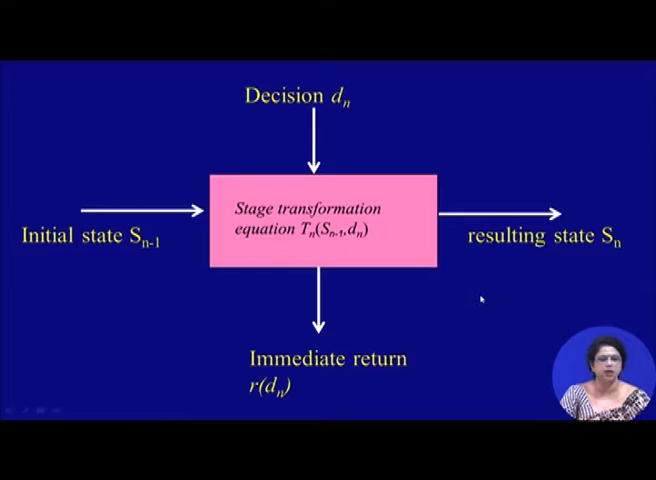 Decision dₙ
Stage transformation
equation Tₙ(Sₙ₋₁,dₙ)
Initial state Sₙ₋₁
resulting state Sₙ
Immediate return
r(dₙ)